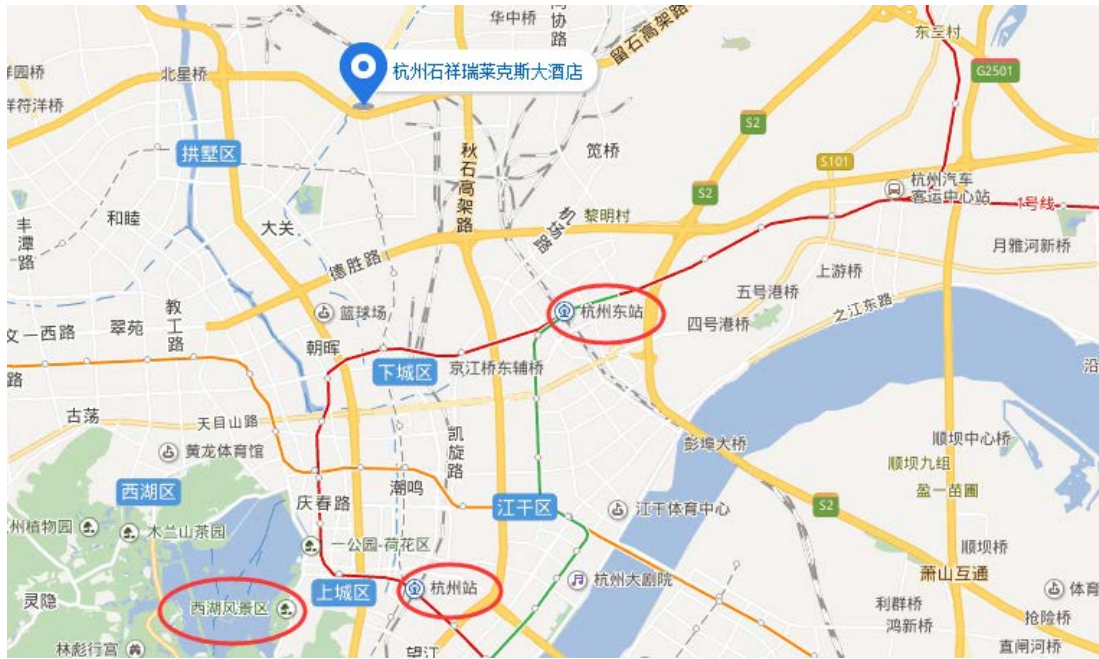 华中桥
同协路
留石高架路
东三村
G2501
北星桥
杭州石祥瑞莱克斯大酒店
洋园桥
祥符洋桥
S2
拱墅区
秋石高架路
笕桥
S101
杭州汽车
客运中心站
S2
1号线
和睦
大关
机场路
黎明村
月雅河新桥
丰潭路
德胜路
上游桥
五号港桥
之江东路
教工路
篮球场
杭州东站
四号港桥
文一西路
翠苑
朝晖
下城区
京江桥东辅桥
沿
路
古荡
天目山路
凯旋路
彭埠大桥
顺坝中心桥
黄龙体育馆
顺坝九组
西湖区
潮鸣
盈一苗圃
庆春路
江干区
江干体育中心
S2
州植物园
木兰山茶园
一公园-荷花区
顺坝桥
萧山互通
杭州大剧院
上城区
杭州站
体育
灵隐
西湖风景区
利群桥
抢险桥
鸿新桥
林彪行宫
望江
直闸河桥